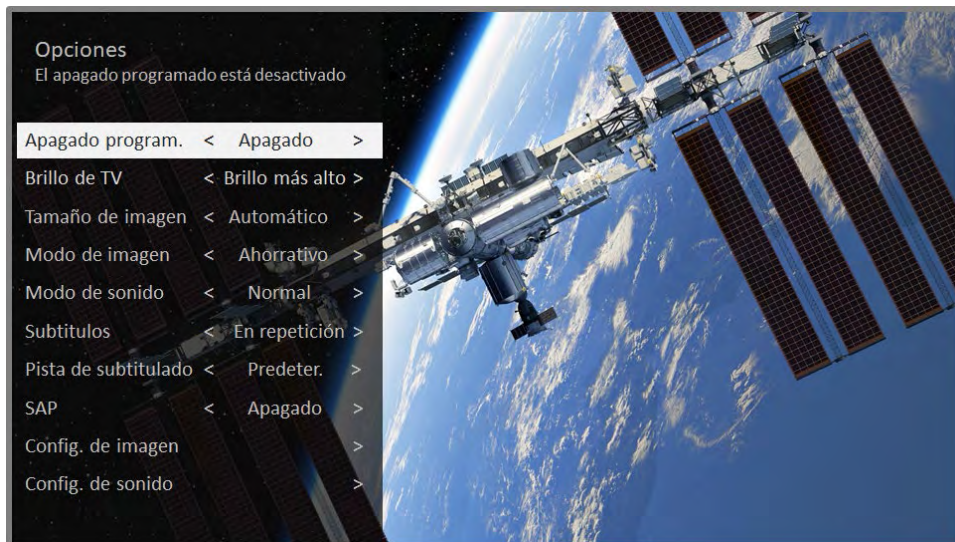 Opciones
El apagado programado está desactivado
Apagado program. < Apagado >
Brillo de TV < Brillo más alto >
Tamaño de imagen < Automático >
Modo de imagen < Ahorrativo >
Modo de sonido < Normal >
Subtitulos < En repetición >
Pista de subtitulado < Predeter. >
SAP < Apagado >
Config. de imagen >
Config. de sonido >